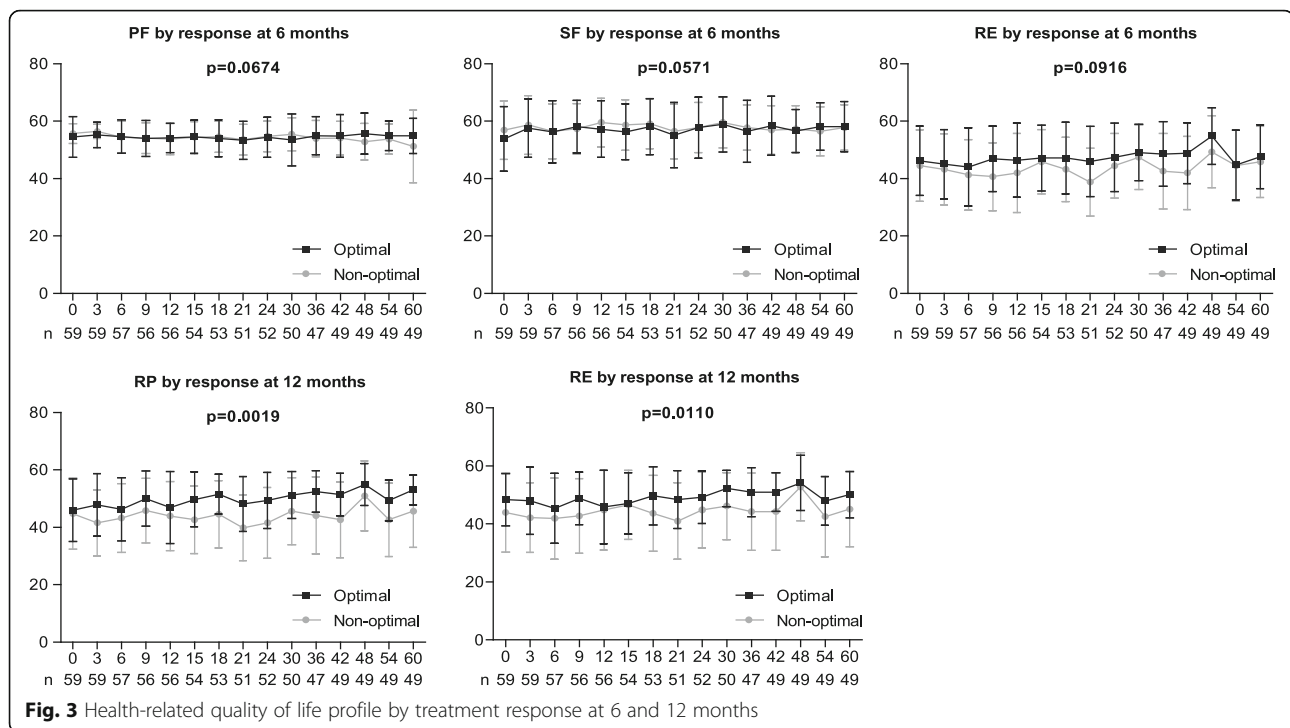 PF by response at 6 months
p=0.0674
80
60
40
20
0
Optimal
Non-optimal
0 3 6 9 12 15 18 21 24 30 36 42 48 54 60
n 59 59 57 56 56 54 53 51 52 50 47 49 49 49 49
SF by response at 6 months
p=0.0571
80
60
40
20
0
Optimal
Non-optimal
0 3 6 9 12 15 18 21 24 30 36 42 48 54 60
n 59 59 57 56 56 54 53 51 52 50 47 49 49 49 49
RE by response at 6 months
p=0.0916
80
60
40
20
0
Optimal
Non-optimal
0 3 6 9 12 15 18 21 24 30 36 42 48 54 60
n 59 59 57 56 56 54 53 51 52 50 47 49 49 49 49
RP by response at 12 months
p=0.0019
80
60
40
20
0
Optimal
Non-optimal
0 3 6 9 12 15 18 21 24 30 36 42 48 54 60
n 59 59 57 56 56 54 53 51 52 50 47 49 49 49 49
RE by response at 12 months
p=0.0110
80
60
40
20
0
Optimal
Non-optimal
0 3 6 9 12 15 18 21 24 30 36 42 48 54 60
n 59 59 57 56 56 54 53 51 52 50 47 49 49 49 49
Fig. 3 Health-related quality of life profile by treatment response at 6 and 12 months